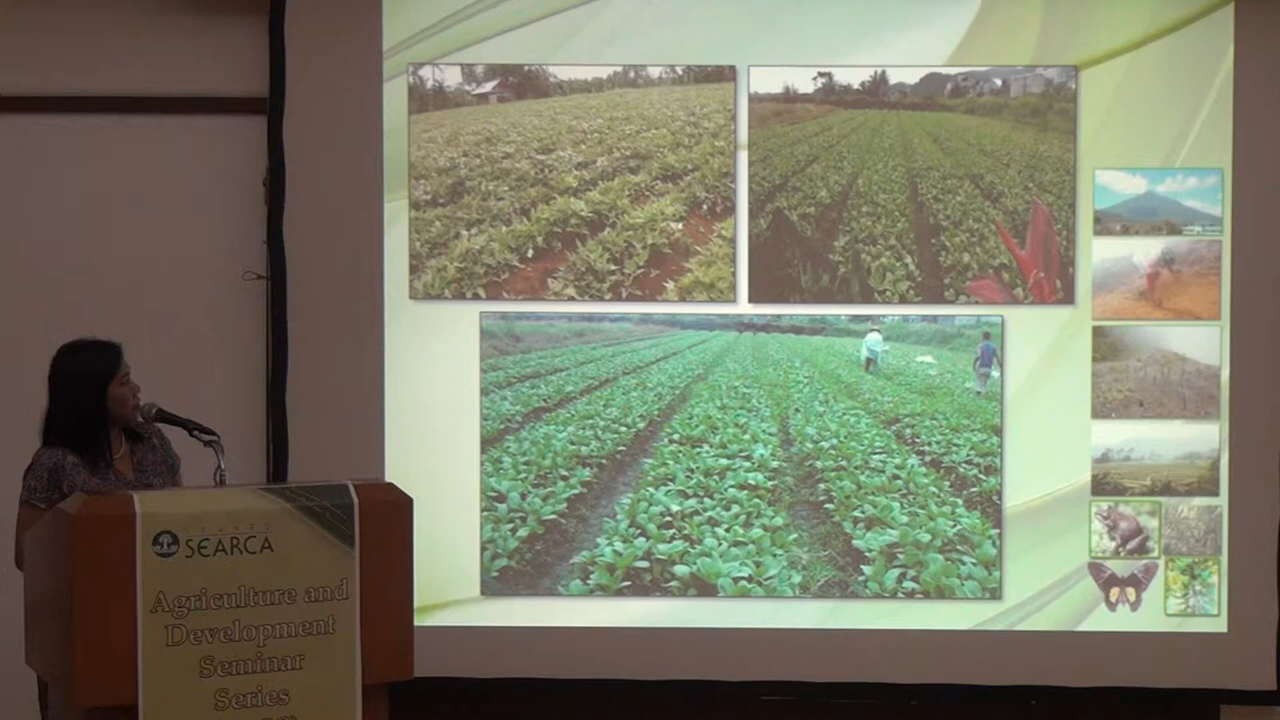 SEARCA
Agriculture and
Development
Seminar
Series